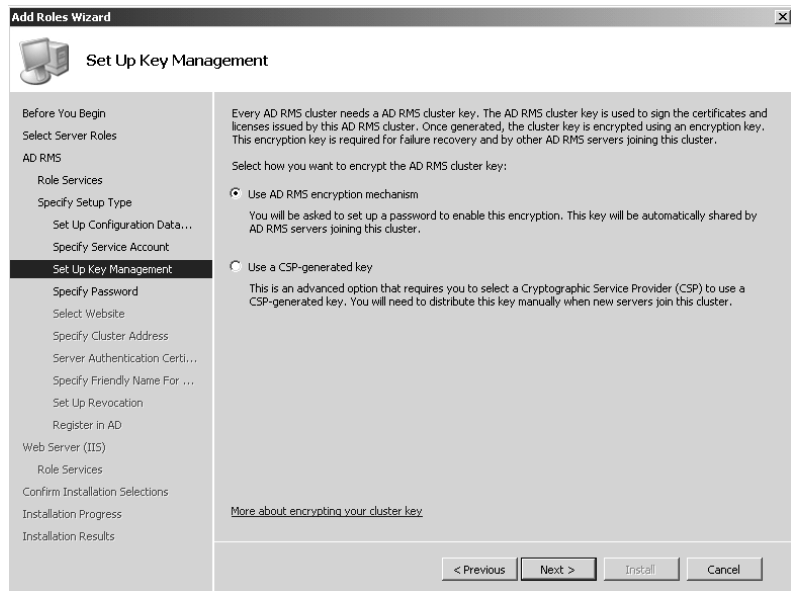 Add Roles Wizard
Set Up Key Management
Before You Begin
Select Server Roles
AD RMS
Role Services
Specify Setup Type
Set Up Configuration Data...
Specify Service Account
Set Up Key Management
Specify Password
Select Website
Specify Cluster Address
Server Authentication Certi...
Specify Friendly Name For ...
Set Up Revocation
Register in AD
Web Server (IIS)
Role Services
Confirm Installation Selections
Installation Progress
Installation Results
Every AD RMS cluster needs a AD RMS cluster key. The AD RMS cluster key is used to sign the certificates and
licenses issued by this AD RMS cluster. Once generated, the cluster key is encrypted using an encryption key.
This encryption key is required for failure recovery and by other AD RMS servers joining this cluster.
Select how you want to encrypt the AD RMS cluster key:
Use AD RMS encryption mechanism
You will be asked to set up a password to enable this encryption. This key will be automatically shared by
AD RMS servers joining this cluster.
Use a CSP-generated key
This is an advanced option that requires you to select a Cryptographic Service Provider (CSP) to use a
CSP-generated key. You will need to distribute this key manually when new servers join this cluster.
More about encrypting your cluster key
< Previous
Next >
Install
Cancel